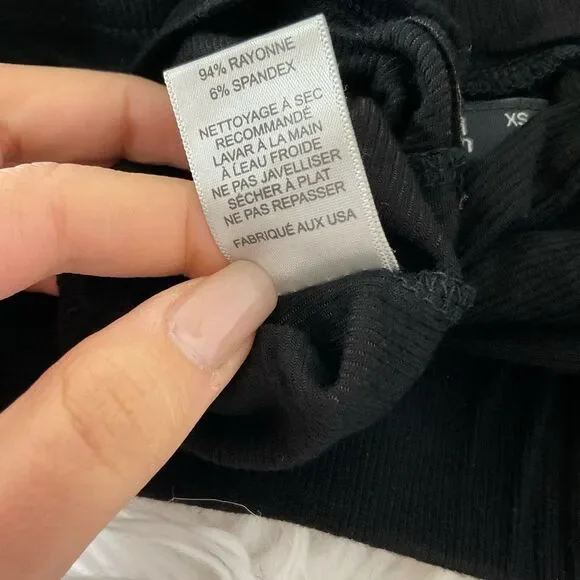 94% RAYONNE
6% SPANDEX
NETTOYAGE À SEC
RECOMMANDÉ
LAVAR À LA MAIN
À L'EAU FROIDE
NE PAS JAVELLISER
SÉCHER À PLAT
NE PAS REPASSER
FABRIQUÉ AUX USA
XS